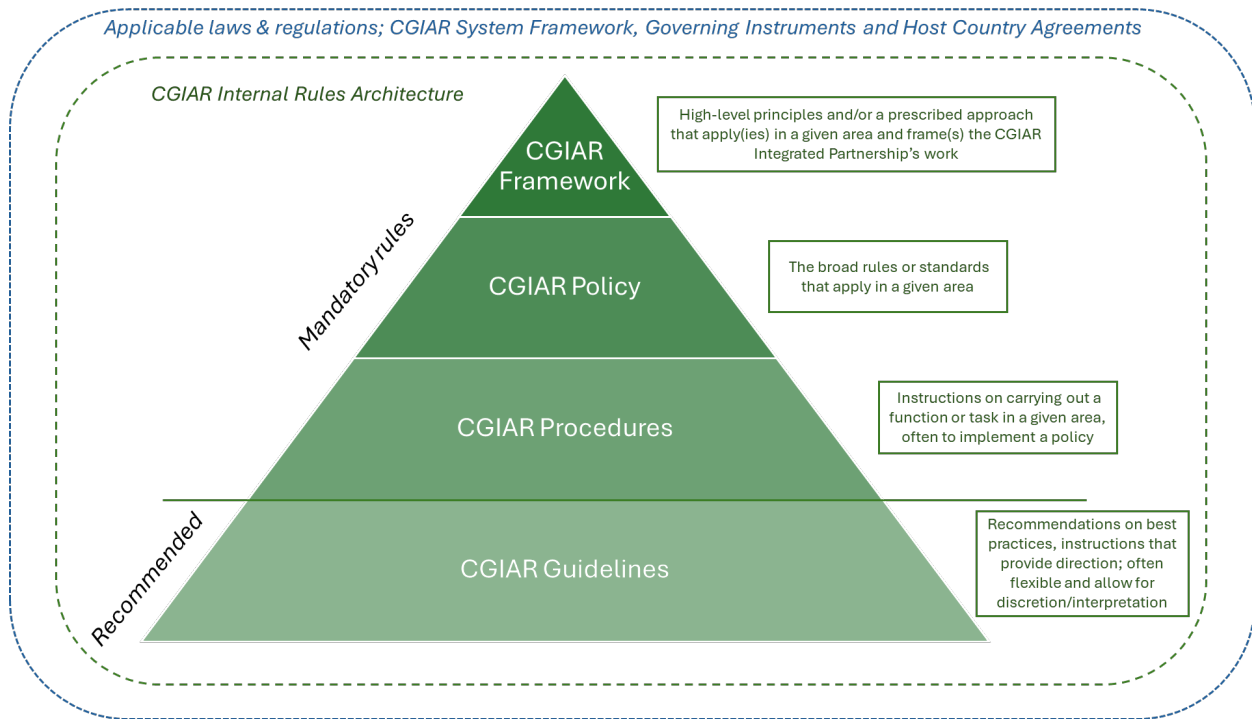 Applicable laws & regulations; CGIAR System Framework, Governing Instruments and Host Country Agreements
CGIAR Internal Rules Architecture
CGIAR
Framework
High-level principles and/or a prescribed approach
that apply(ies) in a given area and frame(s) the CGIAR
Integrated Partnership's work
Mandatory rules
CGIAR Policy
The broad rules or standards
that apply in a given area
CGIAR Procedures
Instructions on carrying out a
function or task in a given area,
often to implement a policy
Recommended
CGIAR Guidelines
Recommendations on best
practices, instructions that
provide direction; often
flexible and allow for
discretion/interpretation